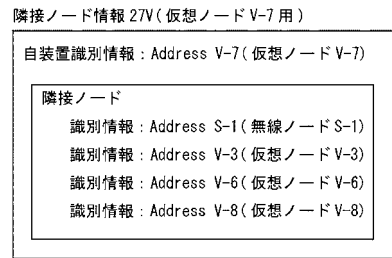 隣接ノード情報 27V(仮想ノード V-7 用)
自装置識別情報：Address V-7(仮想ノード V-7)
隣接ノード
識別情報：Address S-1(無線ノード S-1)
識別情報：Address V-3(仮想ノード V-3)
識別情報：Address V-6(仮想ノード V-6)
識別情報：Address V-8(仮想ノード V-8)